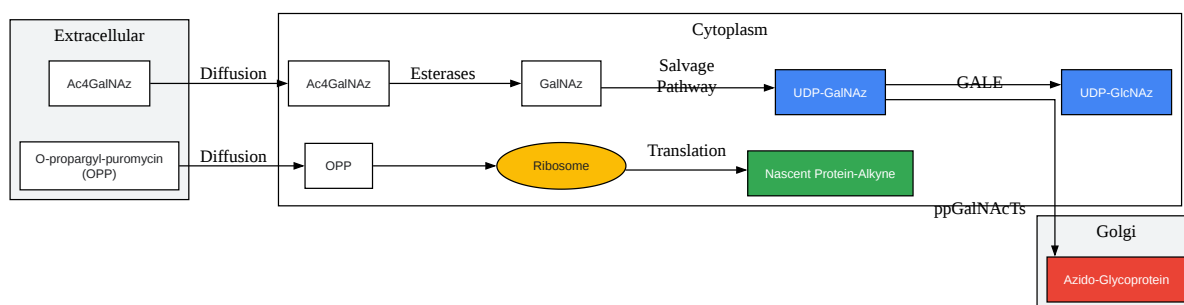 Extracellular
Cytoplasm
Ac4GalNAz
Diffusion
Ac4GalNAz
Esterases
GalNAz
Salvage
Pathway
UDP-GalNAz
GALE
UDP-GlcNAz
O-propargyl-puromycin
(OPP)
Diffusion
OPP
Ribosome
Translation
Nascent Protein-Alkyne
ppGalNAcTs
Golgi
Azido-Glycoprotein